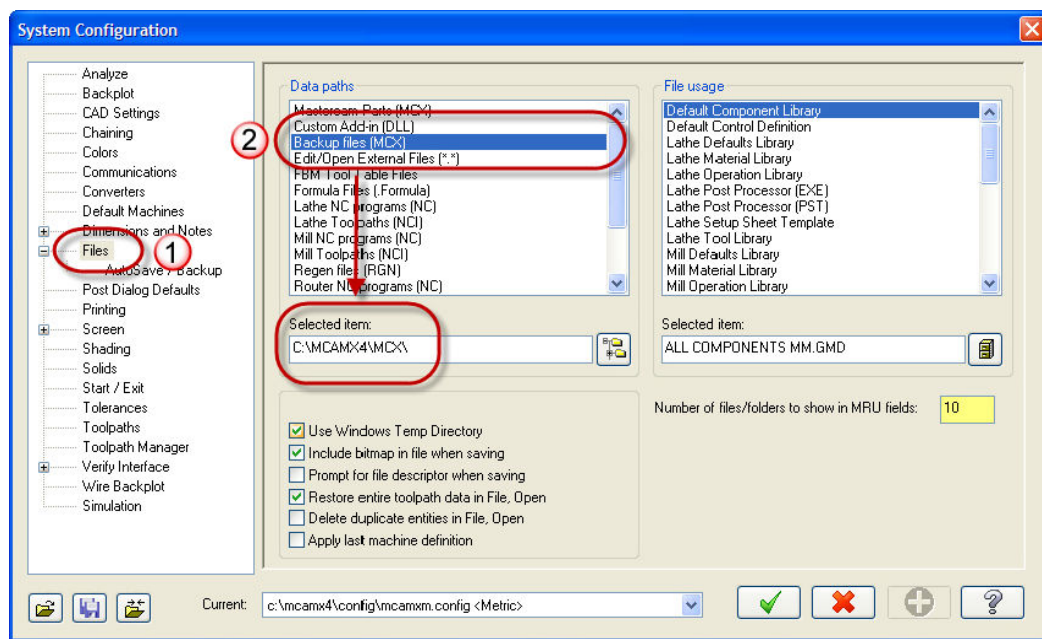 System Configuration
Analyze
Backplot
CAD Settings
Chaining
Colors
Communications
Converters
Default Machines
Dimensions and Notes
Files
AutoSave / Backup
Post Dialog Defaults
Printing
Screen
Shading
Solids
Start / Exit
Tolerances
Toolpaths
Toolpath Manager
Verify Interface
Wire Backplot
Simulation
1
2
Data paths
Mastercam Parts (MCX)
Custom Add-in (DLL)
Backup files (MCX)
Edit/Open External Files (*.*)
FBM Tool Table Files
Formula Files (.Formula)
Lathe NC programs (NC)
Lathe Toolpaths (NCI)
Mill NC programs (NC)
Mill Toolpaths (NCI)
Regen files (RGN)
Router NC programs (NC)
Selected item:
C:\MCAMX4\MCX\
Use Windows Temp Directory
Include bitmap in file when saving
Prompt for file descriptor when saving
Restore entire toolpath data in File, Open
Delete duplicate entities in File, Open
Apply last machine definition
File usage
Default Component Library
Default Control Definition
Lathe Defaults Library
Lathe Material Library
Lathe Operation Library
Lathe Post Processor (EXE)
Lathe Post Processor (PST)
Lathe Setup Sheet Template
Lathe Tool Library
Mill Defaults Library
Mill Material Library
Mill Operation Library
Selected item:
ALL COMPONENTS MM.GMD
Number of files/folders to show in MRU fields: 10
Current: c:\mcamx4\config\mcamxm.config <Metric>